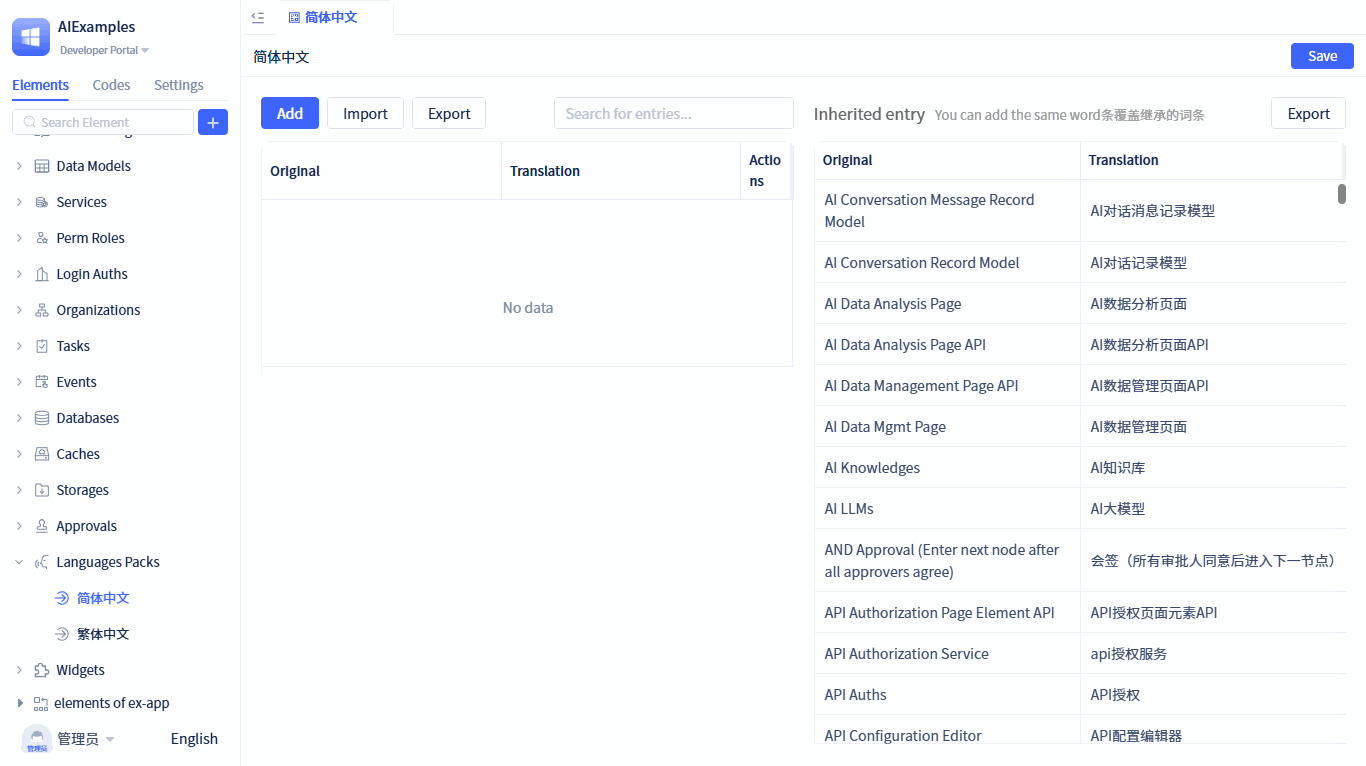 AIExamples
Developer Portal
Elements Codes Settings
Search Element
Data Models
Services
Perm Roles
Login Auths
Organizations
Tasks
Events
Databases
Caches
Storages
Approvals
Languages Packs
简体中文
繁体中文
Widgets
elements of ex-app
管理员
管理员 English
简体中文
简体中文
Save
Add Import Export Search for entries...
Original Translation Actio
ns
No data
Inherited entry You can add the same word条覆盖继承的词条 Export
Original Translation
AI Conversation Message Record
Model
AI对话消息记录模型
AI Conversation Record Model AI对话记录模型
AI Data Analysis Page AI数据分析页面
AI Data Analysis Page API AI数据分析页面API
AI Data Management Page API AI数据管理页面API
AI Data Mgmt Page AI数据管理页面
AI Knowledges AI知识库
AI LLMs AI大模型
AND Approval (Enter next node after
all approvers agree)
会签（所有审批人同意后进入下一节点）
API Authorization Page Element API API授权页面元素API
API Authorization Service api授权服务
API Auths API授权
API Configuration Editor API配置编辑器